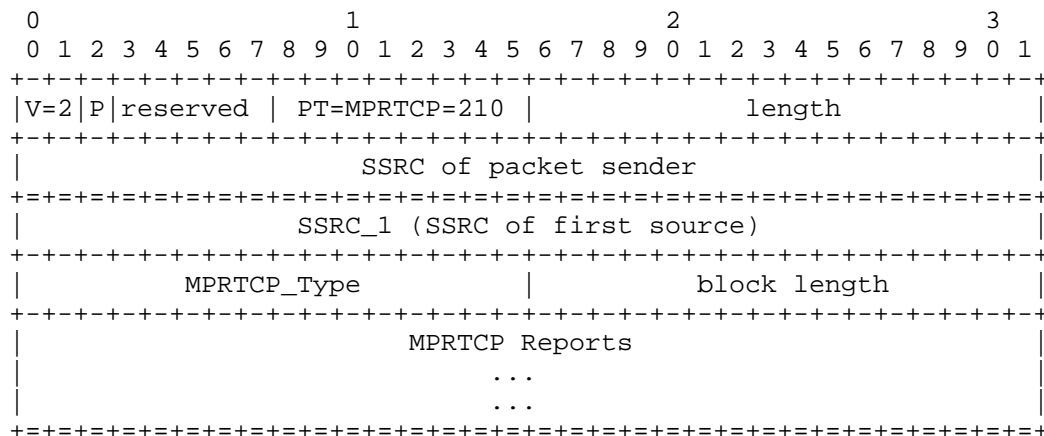 0                   1                   2                   3
 0 1 2 3 4 5 6 7 8 9 0 1 2 3 4 5 6 7 8 9 0 1 2 3 4 5 6 7 8 9 0 1
+-+-+-+-+-+-+-+-+-+-+-+-+-+-+-+-+-+-+-+-+-+-+-+-+-+-+-+-+-+-+-+-+
|V=2|P|reserved | PT=MPRTCP=210 |             length            |
+-+-+-+-+-+-+-+-+-+-+-+-+-+-+-+-+-+-+-+-+-+-+-+-+-+-+-+-+-+-+-+-+
|                     SSRC of packet sender                     |
+=+=+=+=+=+=+=+=+=+=+=+=+=+=+=+=+=+=+=+=+=+=+=+=+=+=+=+=+=+=+=+=+
|                 SSRC_1 (SSRC of first source)                 |
+-+-+-+-+-+-+-+-+-+-+-+-+-+-+-+-+-+-+-+-+-+-+-+-+-+-+-+-+-+-+-+-+
|          MPRTCP_Type          |          block length         |
+-+-+-+-+-+-+-+-+-+-+-+-+-+-+-+-+-+-+-+-+-+-+-+-+-+-+-+-+-+-+-+-+
|                        MPRTCP Reports                         |
|                             ...                               |
|                             ...                               |
+=+=+=+=+=+=+=+=+=+=+=+=+=+=+=+=+=+=+=+=+=+=+=+=+=+=+=+=+=+=+=+=+